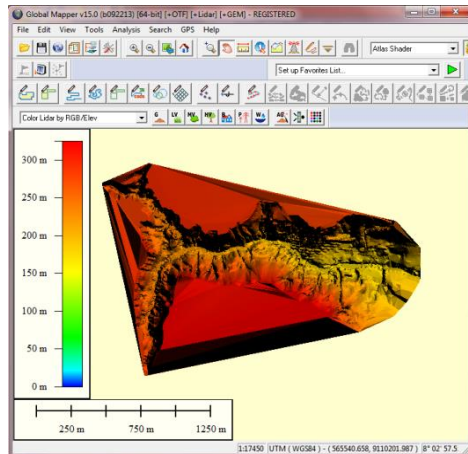 Global Mapper v15.0 (b092213) [64-bit] [+OTF] [+Lidar] [+GEM] - REGISTERED
File Edit View Tools Analysis Search GPS Help
Atlas Shader
Set up Favorites List...
Color Lidar by RGB/Elev
300 m
250 m
200 m
150 m
100 m
50 m
0 m
250 m 750 m 1250 m
1:17450 UTM ( WGS84 ) - ( 565540.658, 9110201.987 ) 8° 02' 57.5